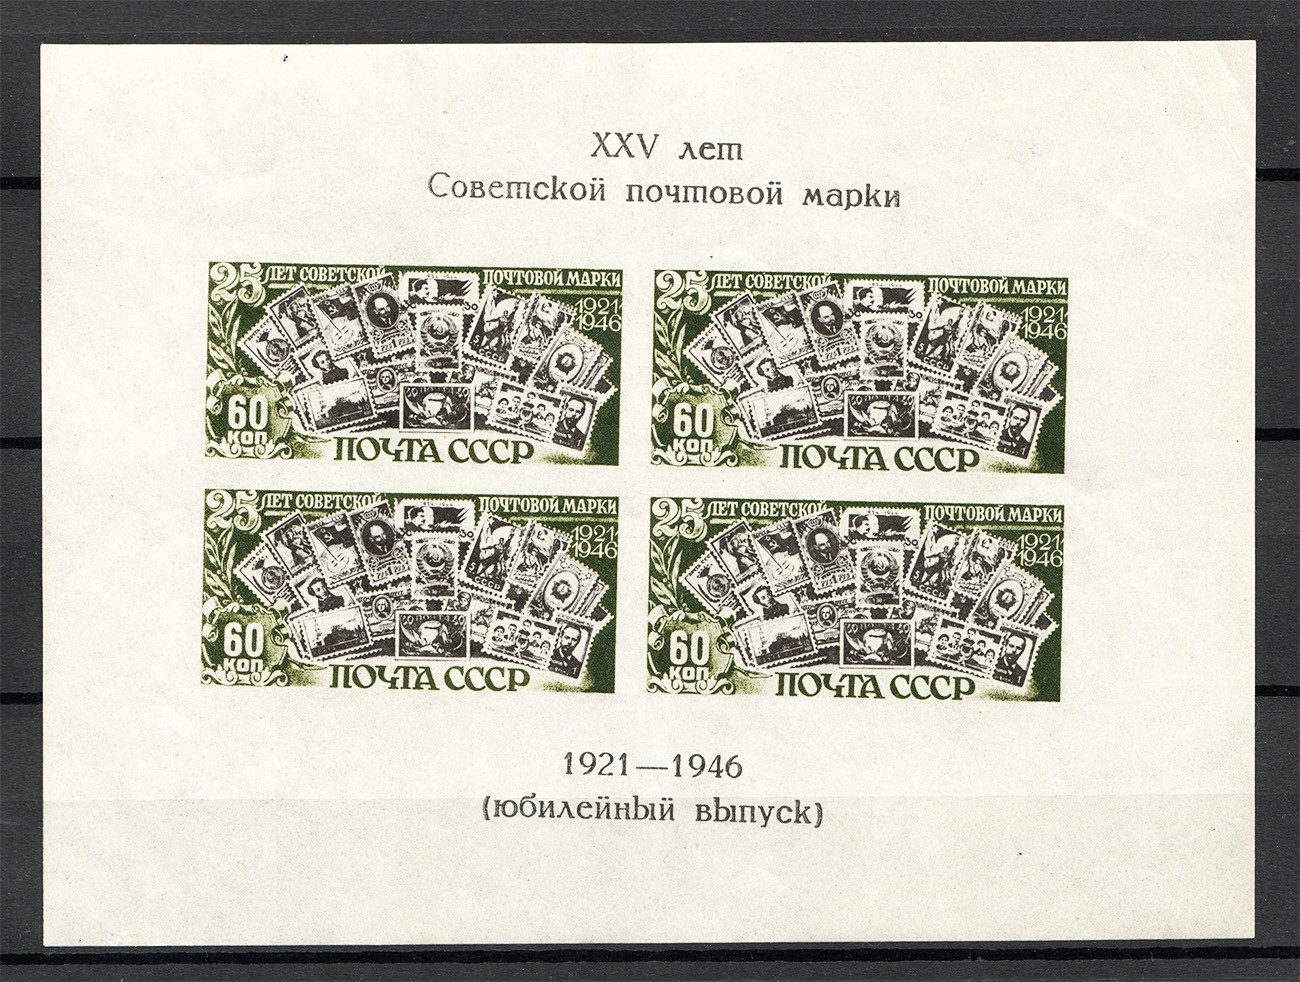 XXV лет
Советской почтовой марки
25 ЛЕТ СОВЕТСКОЙ ПОЧТОВОЙ МАРКИ
1921
1946
60
КОП
ПОЧТА СССР
25 ЛЕТ СОВЕТСКОЙ ПОЧТОВОЙ МАРКИ
1921
1946
60
КОП
ПОЧТА СССР
25 ЛЕТ СОВЕТСКОЙ ПОЧТОВОЙ МАРКИ
1921
1946
60
КОП
ПОЧТА СССР
25 ЛЕТ СОВЕТСКОЙ ПОЧТОВОЙ МАРКИ
1921
1946
60
КОП
ПОЧТА СССР
1921—1946
(юбилейный выпуск)